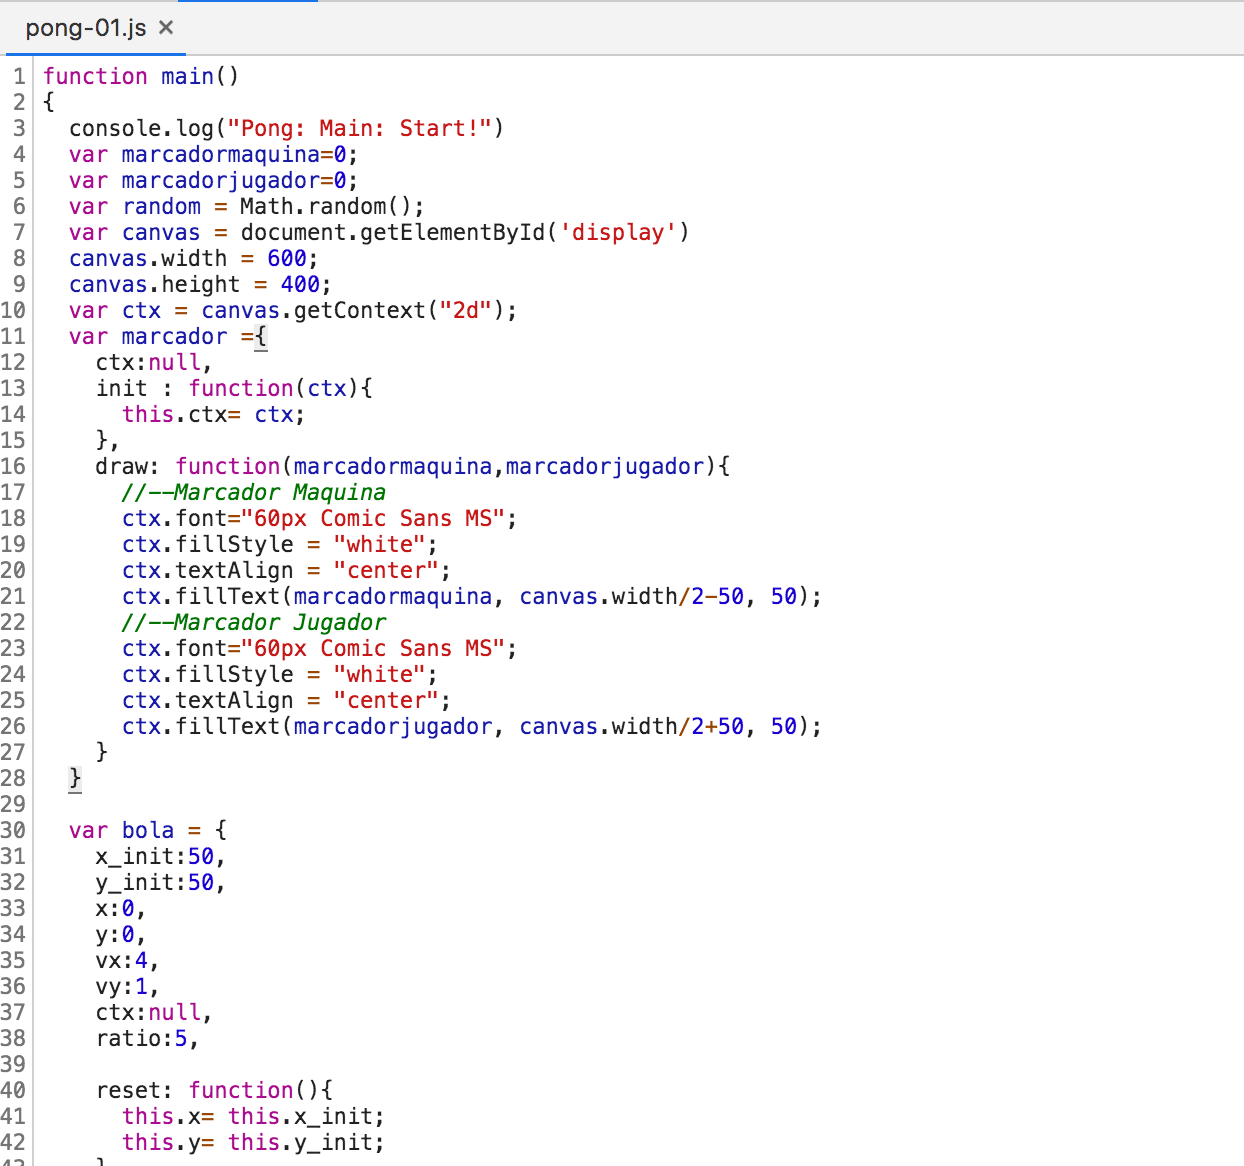 pong-01.js ×
1 function main()
2 {
3   console.log("Pong: Main: Start!")
4   var marcadormaquina=0;
5   var marcadorjugador=0;
6   var random = Math.random();
7   var canvas = document.getElementById('display')
8   canvas.width = 600;
9   canvas.height = 400;
10   var ctx = canvas.getContext("2d");
11   var marcador ={
12     ctx:null,
13     init : function(ctx){
14       this.ctx= ctx;
15     },
16     draw: function(marcadormaquina,marcadorjugador){
17       //--Marcador Maquina
18       ctx.font="60px Comic Sans MS";
19       ctx.fillStyle = "white";
20       ctx.textAlign = "center";
21       ctx.fillText(marcadormaquina, canvas.width/2-50, 50);
22       //--Marcador Jugador
23       ctx.font="60px Comic Sans MS";
24       ctx.fillStyle = "white";
25       ctx.textAlign = "center";
26       ctx.fillText(marcadorjugador, canvas.width/2+50, 50);
27     }
28   }
29
30   var bola = {
31     x_init:50,
32     y_init:50,
33     x:0,
34     y:0,
35     vx:4,
36     vy:1,
37     ctx:null,
38     ratio:5,
39
40     reset: function(){
41       this.x= this.x_init;
42       this.y= this.y_init;